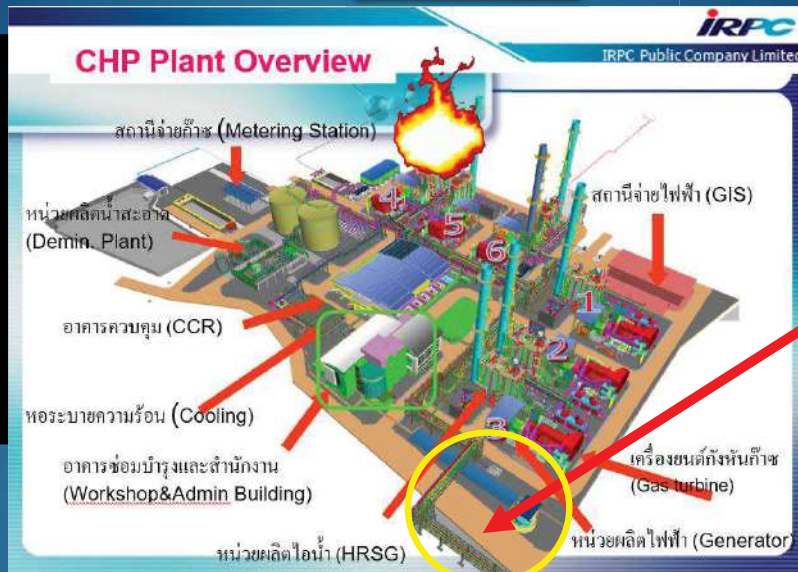 IRPC
IRPC Public Company Limited
CHP Plant Overview
สถานีจ่ายก๊าซ (Metering Station)
สถานีจ่ายไฟฟ้า (GIS)
หน่วยผลิตน้ำสะอาด
(Demin. Plant)
4
5
6
1
อาคารควบคุม (CCR)
2
หอระบายความร้อน (Cooling)
3
อาคารซ่อมบำรุงและสำนักงาน
(Workshop&Admin Building)
เครื่องยนต์กังหันก๊าซ
(Gas turbine)
หน่วยผลิตไอน้ำ (HRSG)
หน่วยผลิตไฟฟ้า (Generator)